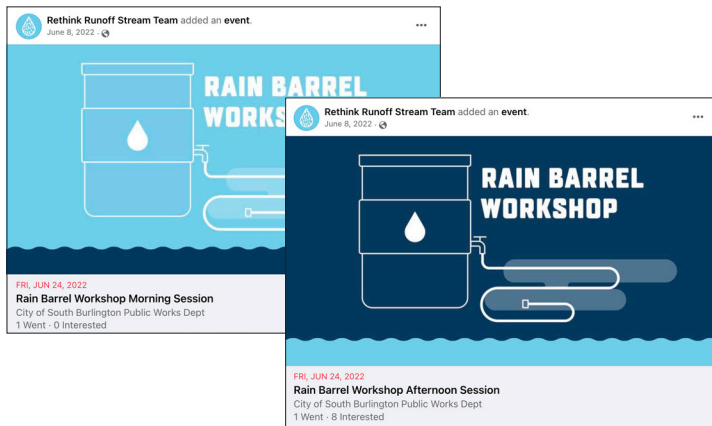 Rethink Runoff Stream Team added an event.
June 8, 2022 ·
RAIN BARREL
WORKS
FRI, JUN 24, 2022
Rain Barrel Workshop Morning Session
City of South Burlington Public Works Dept
1 Went · 0 Interested
Rethink Runoff Stream Team added an event.
June 8, 2022 ·
RAIN BARREL
WORKSHOP
FRI, JUN 24, 2022
Rain Barrel Workshop Afternoon Session
City of South Burlington Public Works Dept
1 Went · 8 Interested